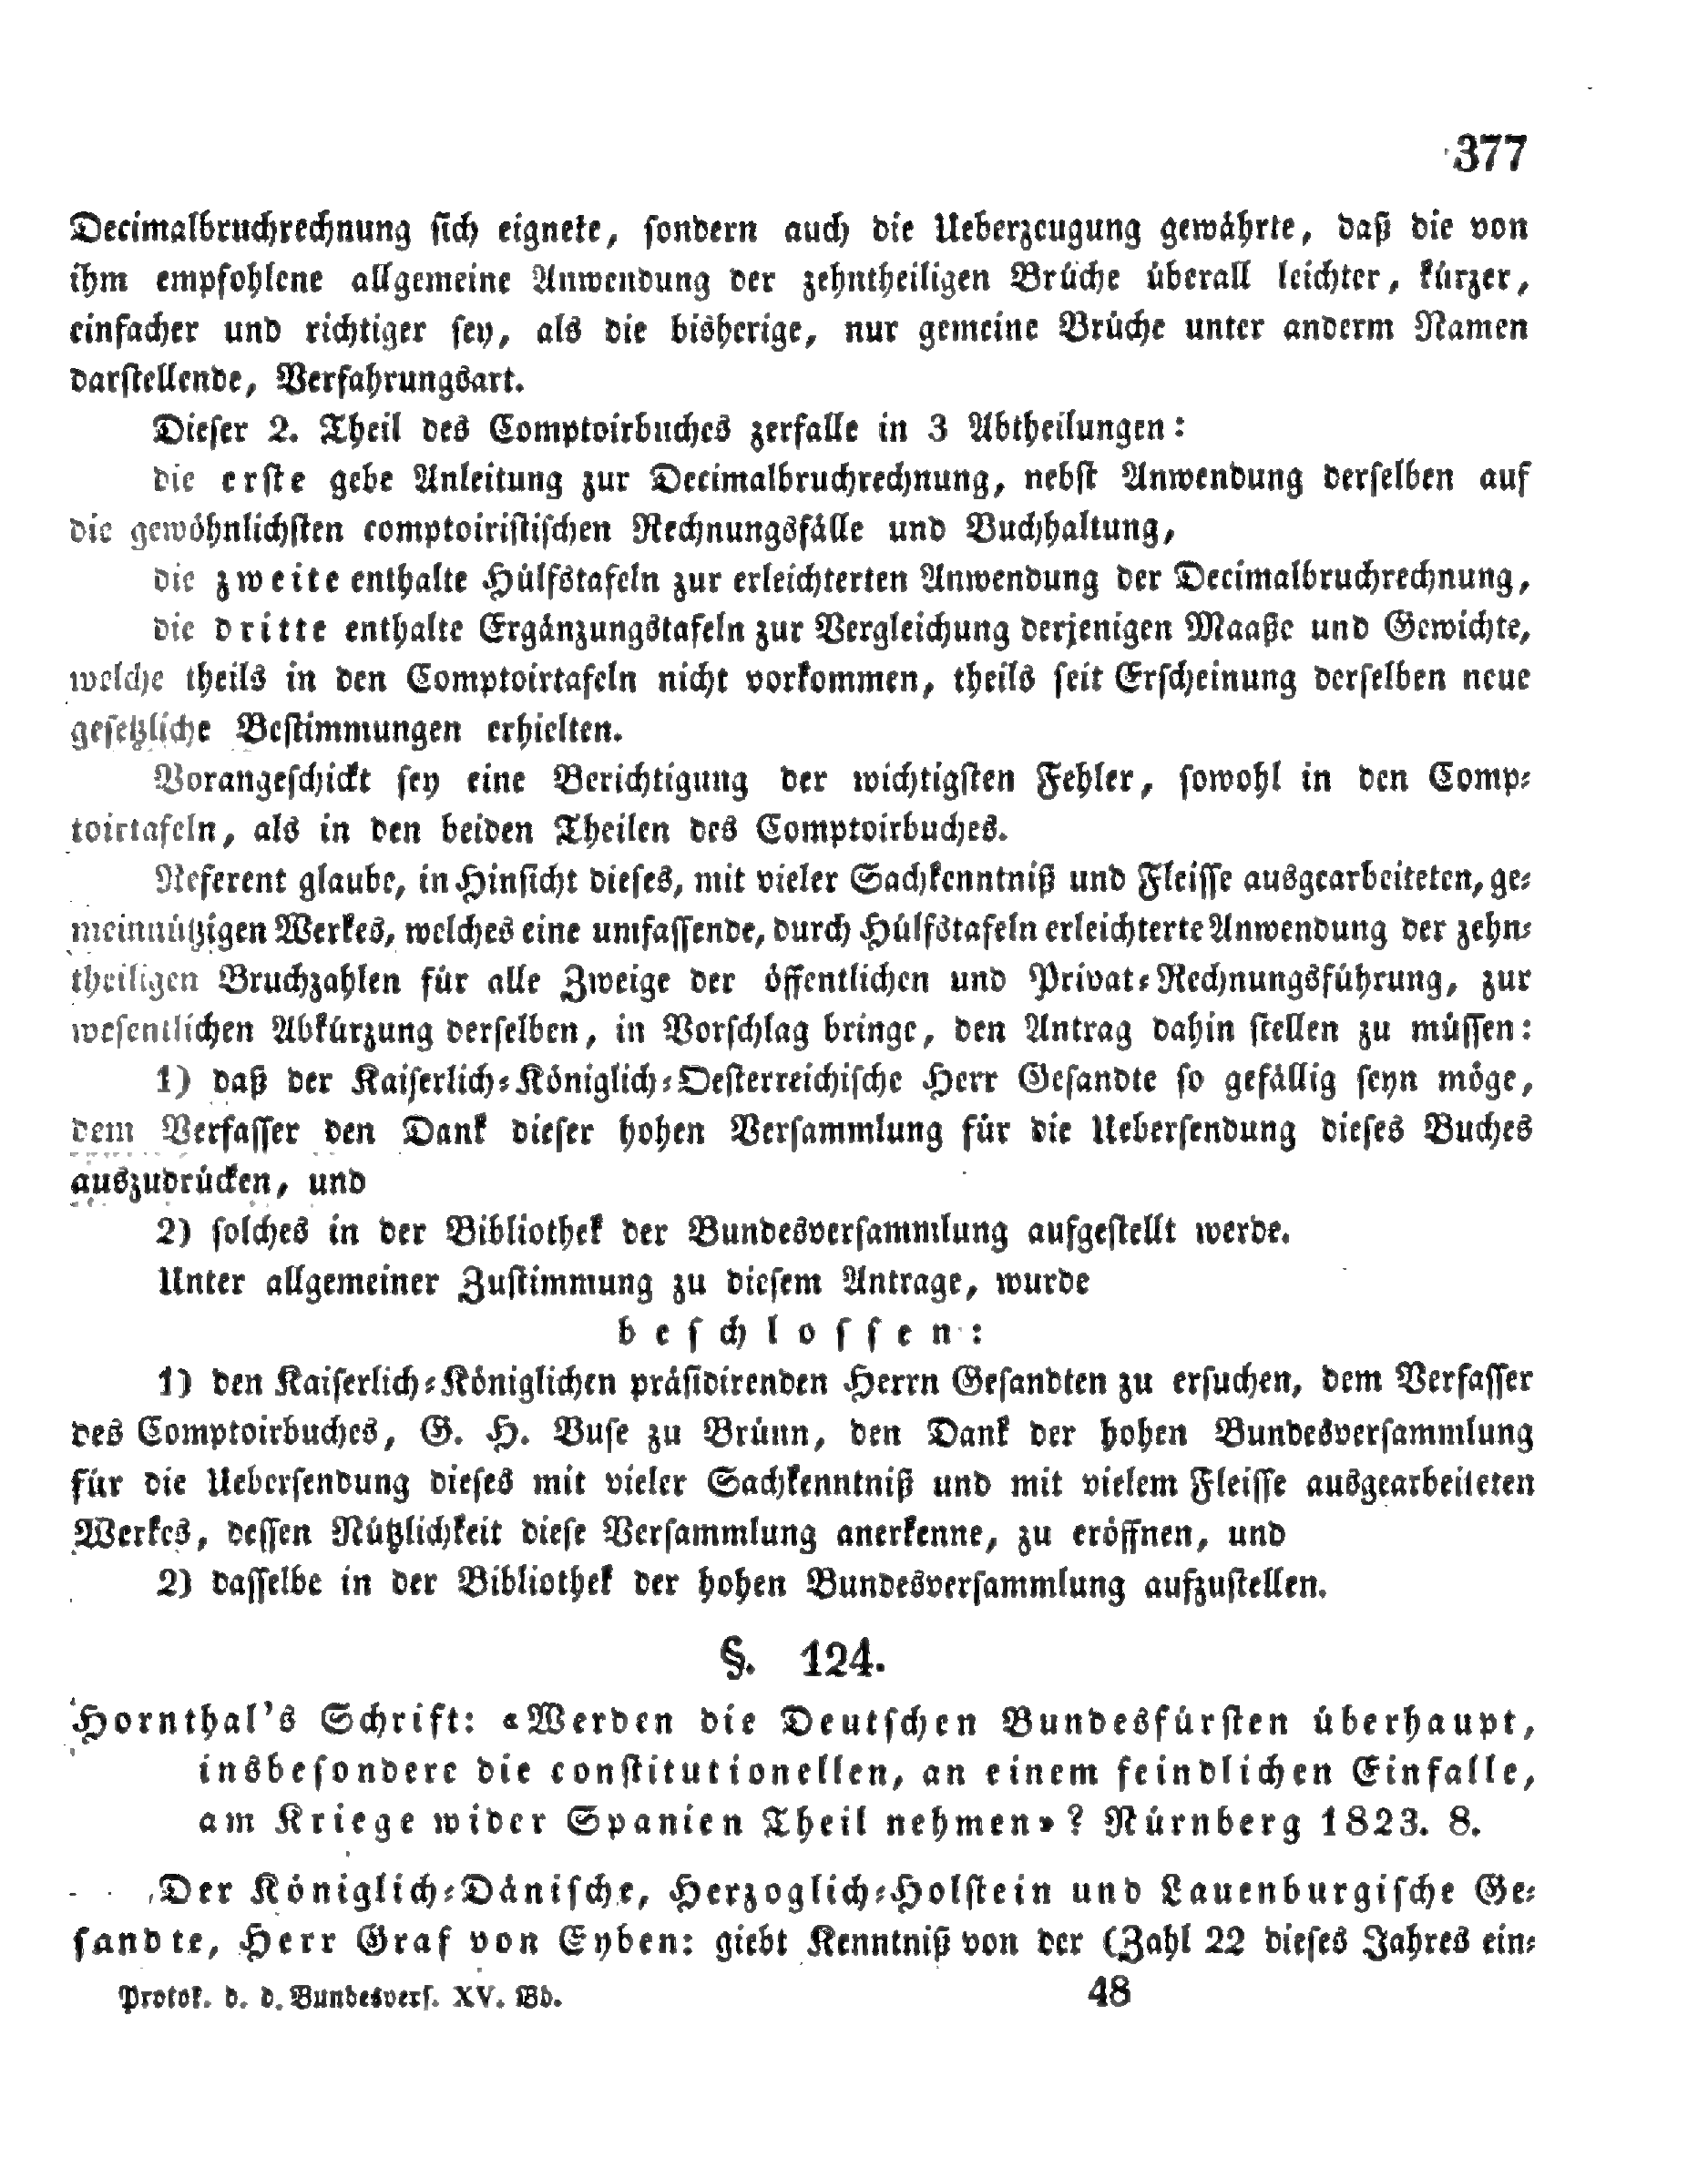 377
Decimalbruchrechnung sich eignete, sondern auch die Ueberzeugung gewährte, daß die von
ihm empfohlene allgemeine Anwendung der zehntheiligen Brüche überall leichter, kürzer,
einfacher und richtiger sey, als die bisherige, nur gemeine Brüche unter anderm Namen
darstellende, Verfahrungsart.
Dieser 2. Theil des Comptoirbuches zerfalle in 3 Abtheilungen:
die erste gebe Anleitung zur Decimalbruchrechnung, nebst Anwendung derselben auf
die gewöhnlichsten comptoiristischen Rechnungsfälle und Buchhaltung,
die zweite enthalte Hülfstafeln zur erleichterten Anwendung der Decimalbruchrechnung,
die dritte enthalte Ergänzungstafeln zur Vergleichung derjenigen Maaße und Gewichte,
welche theils in den Comptoirtafeln nicht vorkommen, theils seit Erscheinung derselben neue
gesetzliche Bestimmungen erhielten.
Vorangeschickt sey eine Berichtigung der wichtigsten Fehler, sowohl in den Comp-
toirtafeln, als in den beiden Theilen des Comptoirbuches.
Referent glaube, in Hinsicht dieses, mit vieler Sachkenntniß und Fleisse ausgearbeiteten, ge-
meinnützigen Werkes, welches eine umfassende, durch Hülfstafeln erleichterte Anwendung der zehn-
theiligen Bruchzahlen für alle Zweige der öffentlichen und Privat-Rechnungsführung, zur
wesentlichen Abkürzung derselben, in Vorschlag bringe, den Antrag dahin stellen zu müssen:
1) daß der Kaiserlich-Königlich-Oesterreichische Herr Gesandte so gefällig seyn möge,
dem Verfasser den Dank dieser hohen Versammlung für die Uebersendung dieses Buches
auszudrücken, und
2) solches in der Bibliothek der Bundesversammlung aufgestellt werde.
Unter allgemeiner Zustimmung zu diesem Antrage, wurde
beschlossen:
1) den Kaiserlich-Königlichen präsidirenden Herrn Gesandten zu ersuchen, dem Verfasser
des Comptoirbuches, G. H. Buse zu Brünn, den Dank der hohen Bundesversammlung
für die Uebersendung dieses mit vieler Sachkenntniß und mit vielem Fleisse ausgearbeiteten
Werkes, dessen Nützlichkeit diese Versammlung anerkenne, zu eröffnen, und
2) dasselbe in der Bibliothek der hohen Bundesversammlung aufzustellen.
§. 124.
Hornthal's Schrift: «Werden die Deutschen Bundesfürsten überhaupt,
insbesondere die constitutionellen, an einem feindlichen Einfalle,
am Kriege wider Spanien Theil nehmen»? Nürnberg 1823. 8.
Der Königlich-Dänische, Herzoglich-Holstein und Lauenburgische Ge-
sandte, Herr Graf von Eyben: giebt Kenntniß von der (Zahl 22 dieses Jahres ein-
Protok. d. d. Bundesvers. XV. Bd. 48